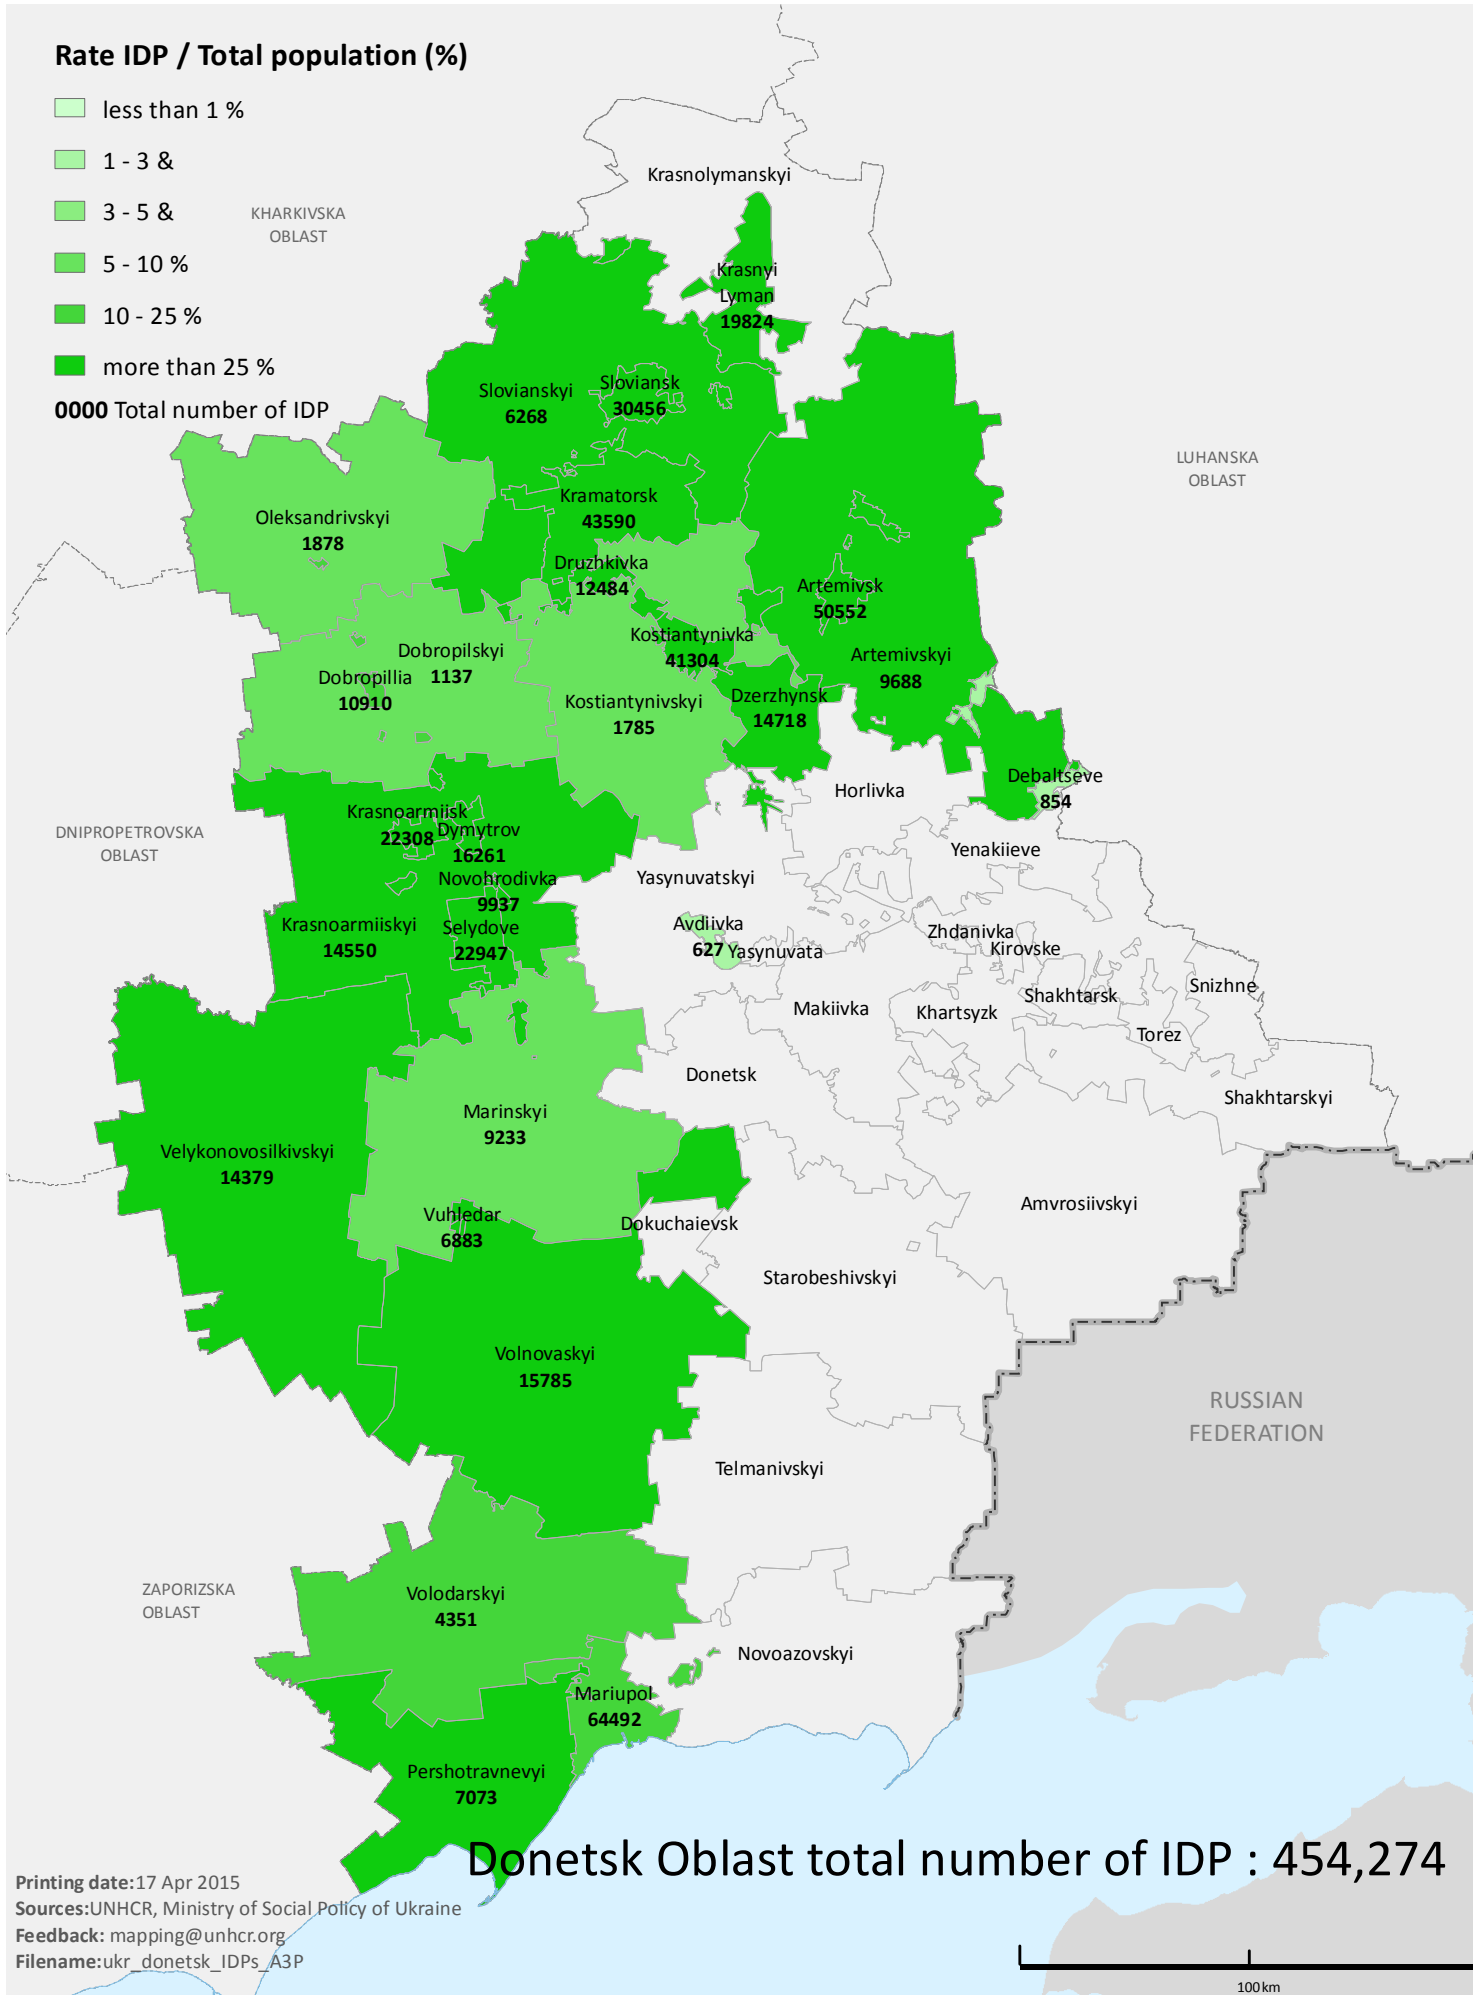 Rate IDP / Total population (%)
less than 1 %
1 - 3 &
3 - 5 &
5 - 10 %
10 - 25 %
more than 25 %
0000 Total number of IDP
KHARKIVSKA
OBLAST
LUHANSKA
OBLAST
DNIPROPETROVSKA
OBLAST
ZAPORIZSKA
OBLAST
RUSSIAN
FEDERATION
Krasnolymanskyi
Krasnyi
Lyman
19824
Slovianskyi
6268
Sloviansk
30456
Oleksandrivskyi
1878
Kramatorsk
43590
Druzhkivka
12484
Artemivsk
50552
Kostiantynivka
41304
Artemivskyi
9688
Dobropilskyi
1137
Dobropillia
10910
Kostiantynivskyi
1785
Dzerzhynsk
14718
Debaltseve
854
Horlivka
Krasnoarmiisk
22308
Dymytrov
16261
Yenakiieve
Novohrodivka
9937
Yasynuvatskyi
Krasnoarmiiskyi
14550
Selydove
22947
Avdiivka
627
Yasynuvata
Zhdanivka
Kirovske
Snizhne
Shakhtarsk
Makiivka
Khartsyzk
Torez
Donetsk
Shakhtarskyi
Marinskyi
9233
Velykonovosilkivskyi
14379
Vuhledar
6883
Dokuchaievsk
Amvrosiivskyi
Starobeshivskyi
Volnovaskyi
15785
Telmanivskyi
Volodarskyi
4351
Novoazovskyi
Mariupol
64492
Pershotravnevyi
7073
Donetsk Oblast total number of IDP : 454,274
Printing date:17 Apr 2015
Sources:UNHCR, Ministry of Social Policy of Ukraine
Feedback: mapping@unhcr.org
Filename:ukr_donetsk_IDPs_A3P
100 km